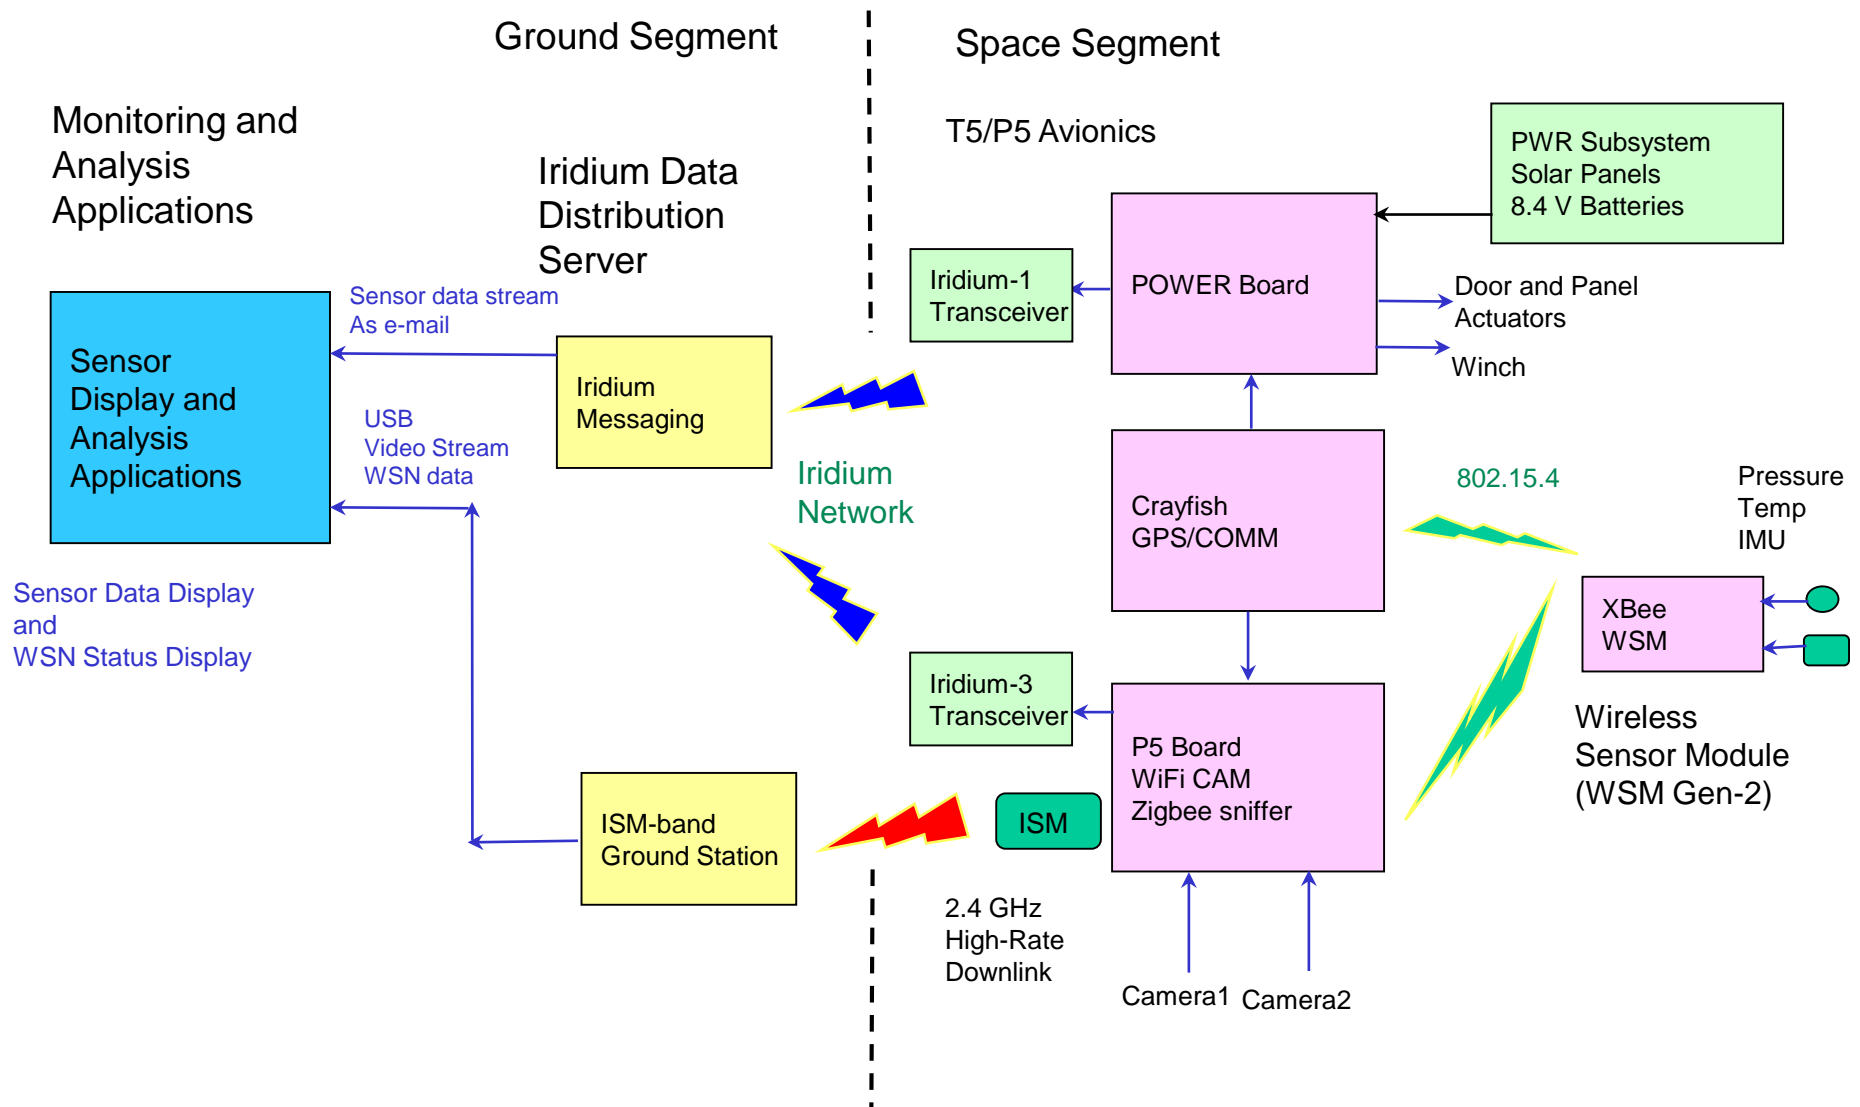 Ground Segment
Space Segment
Monitoring and
Analysis
Applications
Iridium Data
Distribution
Server
T5/P5 Avionics
PWR Subsystem
Solar Panels
8.4 V Batteries
Iridium-1
Transceiver
POWER Board
Door and Panel
Actuators
Winch
Sensor data stream
As e-mail
Sensor
Display and
Analysis
Applications
Iridium
Messaging
USB
Video Stream
WSN data
Iridium
Network
Crayfish
GPS/COMM
802.15.4
Pressure
Temp
IMU
XBee
WSM
Sensor Data Display
and
WSN Status Display
Iridium-3
Transceiver
P5 Board
WiFi CAM
Zigbee sniffer
Wireless
Sensor Module
(WSM Gen-2)
ISM-band
Ground Station
ISM
2.4 GHz
High-Rate
Downlink
Camera1
Camera2